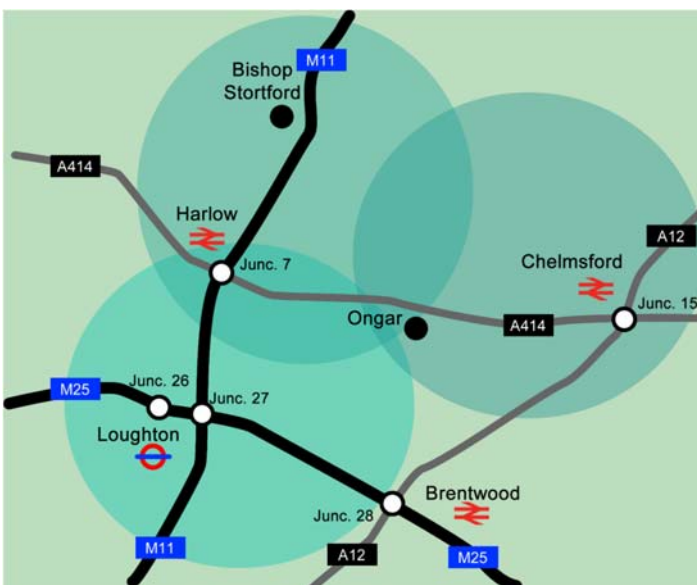 M11
Bishop
Stortford
A414
Harlow
A12
Junc. 7
Chelmsford
Junc. 15
Ongar
A414
Junc. 26
M25
Junc. 27
Loughton
Brentwood
Junc. 28
M11
A12
M25